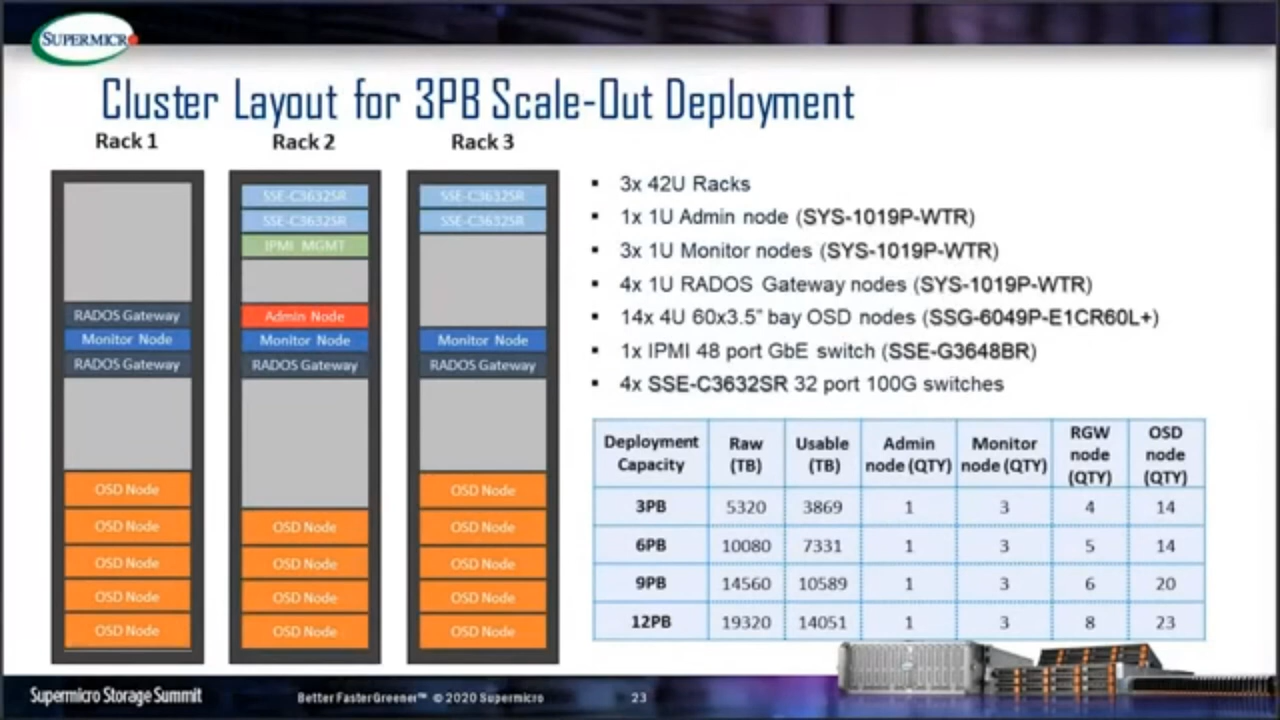 SUPERMICR
Cluster Layout for 3PB Scale-Out Deployment
Rack 1
Rack 2
Rack 3
RADOS Gateway
Monitor Node
RADOS Gateway
OSD Node
OSD Node
OSD Node
OSD Node
OSD Node
SSE-C3632SR
SSE-C3632SR
IPMI MGMT
Admin Node
Monitor Node
RADOS Gateway
OSD Node
OSD Node
OSD Node
OSD Node
SSE-C3632SR
SSE-C3632SR
Monitor Node
RADOS Gateway
OSD Node
OSD Node
OSD Node
OSD Node
OSD Node
▪ 3x 42U Racks
▪ 1x 1U Admin node (SYS-1019P-WTR)
▪ 3x 1U Monitor nodes (SYS-1019P-WTR)
▪ 4x 1U RADOS Gateway nodes (SYS-1019P-WTR)
▪ 14x 4U 60x3.5" bay OSD nodes (SSG-6049P-E1CR60L+)
▪ 1x IPMI 48 port GbE switch (SSE-G3648BR)
▪ 4x SSE-C3632SR 32 port 100G switches
Deployment Capacity Raw (TB) Usable (TB) Admin node (QTY) Monitor node (QTY) RGW node (QTY) OSD node (QTY)
3PB 5320 3869 1 3 4 14
6PB 10080 7331 1 3 5 14
9PB 14560 10589 1 3 6 20
12PB 19320 14051 1 3 8 23
Supermicro Storage Summit
Better Faster Greener™ © 2020 Supermicro
23